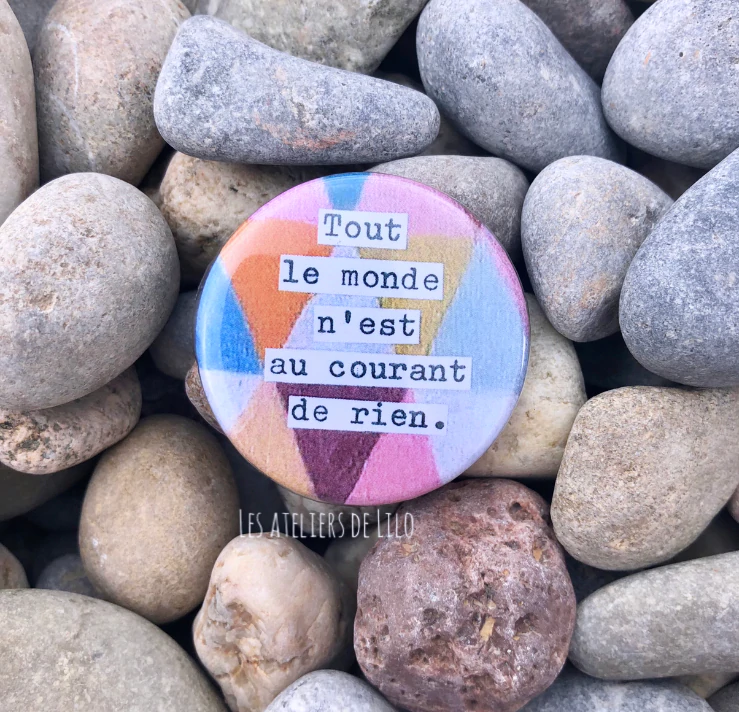 Tout
le monde
n'est
au courant
de rien.
LES ATELIERS DE LILO